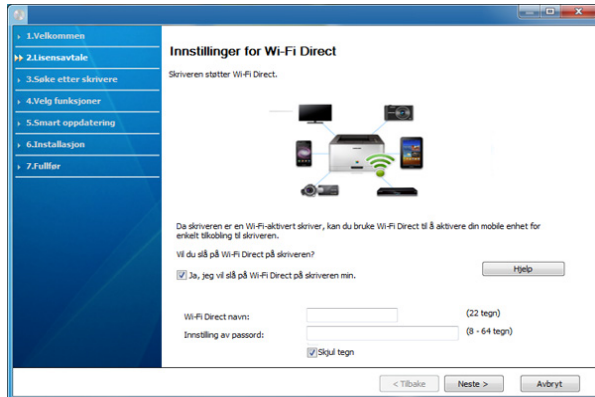 1.Velkommen
2.Lisensavtale
3.Søke etter skrivere
4.Velg funksjoner
5.Smart oppdatering
6.Installasjon
7.Fullfør
Innstillinger for Wi-Fi Direct
Skriveren støtter Wi-Fi Direct.
Da skriveren er en Wi-Fi-aktivert skriver, kan du bruke Wi-Fi Direct til å aktivere din mobile enhet for
enkelt tilkobling til skriveren.
Vil du slå på Wi-Fi Direct på skriveren?
Ja, jeg vil slå på Wi-Fi Direct på skriveren min.
Hjelp
Wi-Fi Direct navn:
(22 tegn)
Innstilling av passord:
(8 - 64 tegn)
Skjul tegn
< Tilbake
Neste >
Avbryt